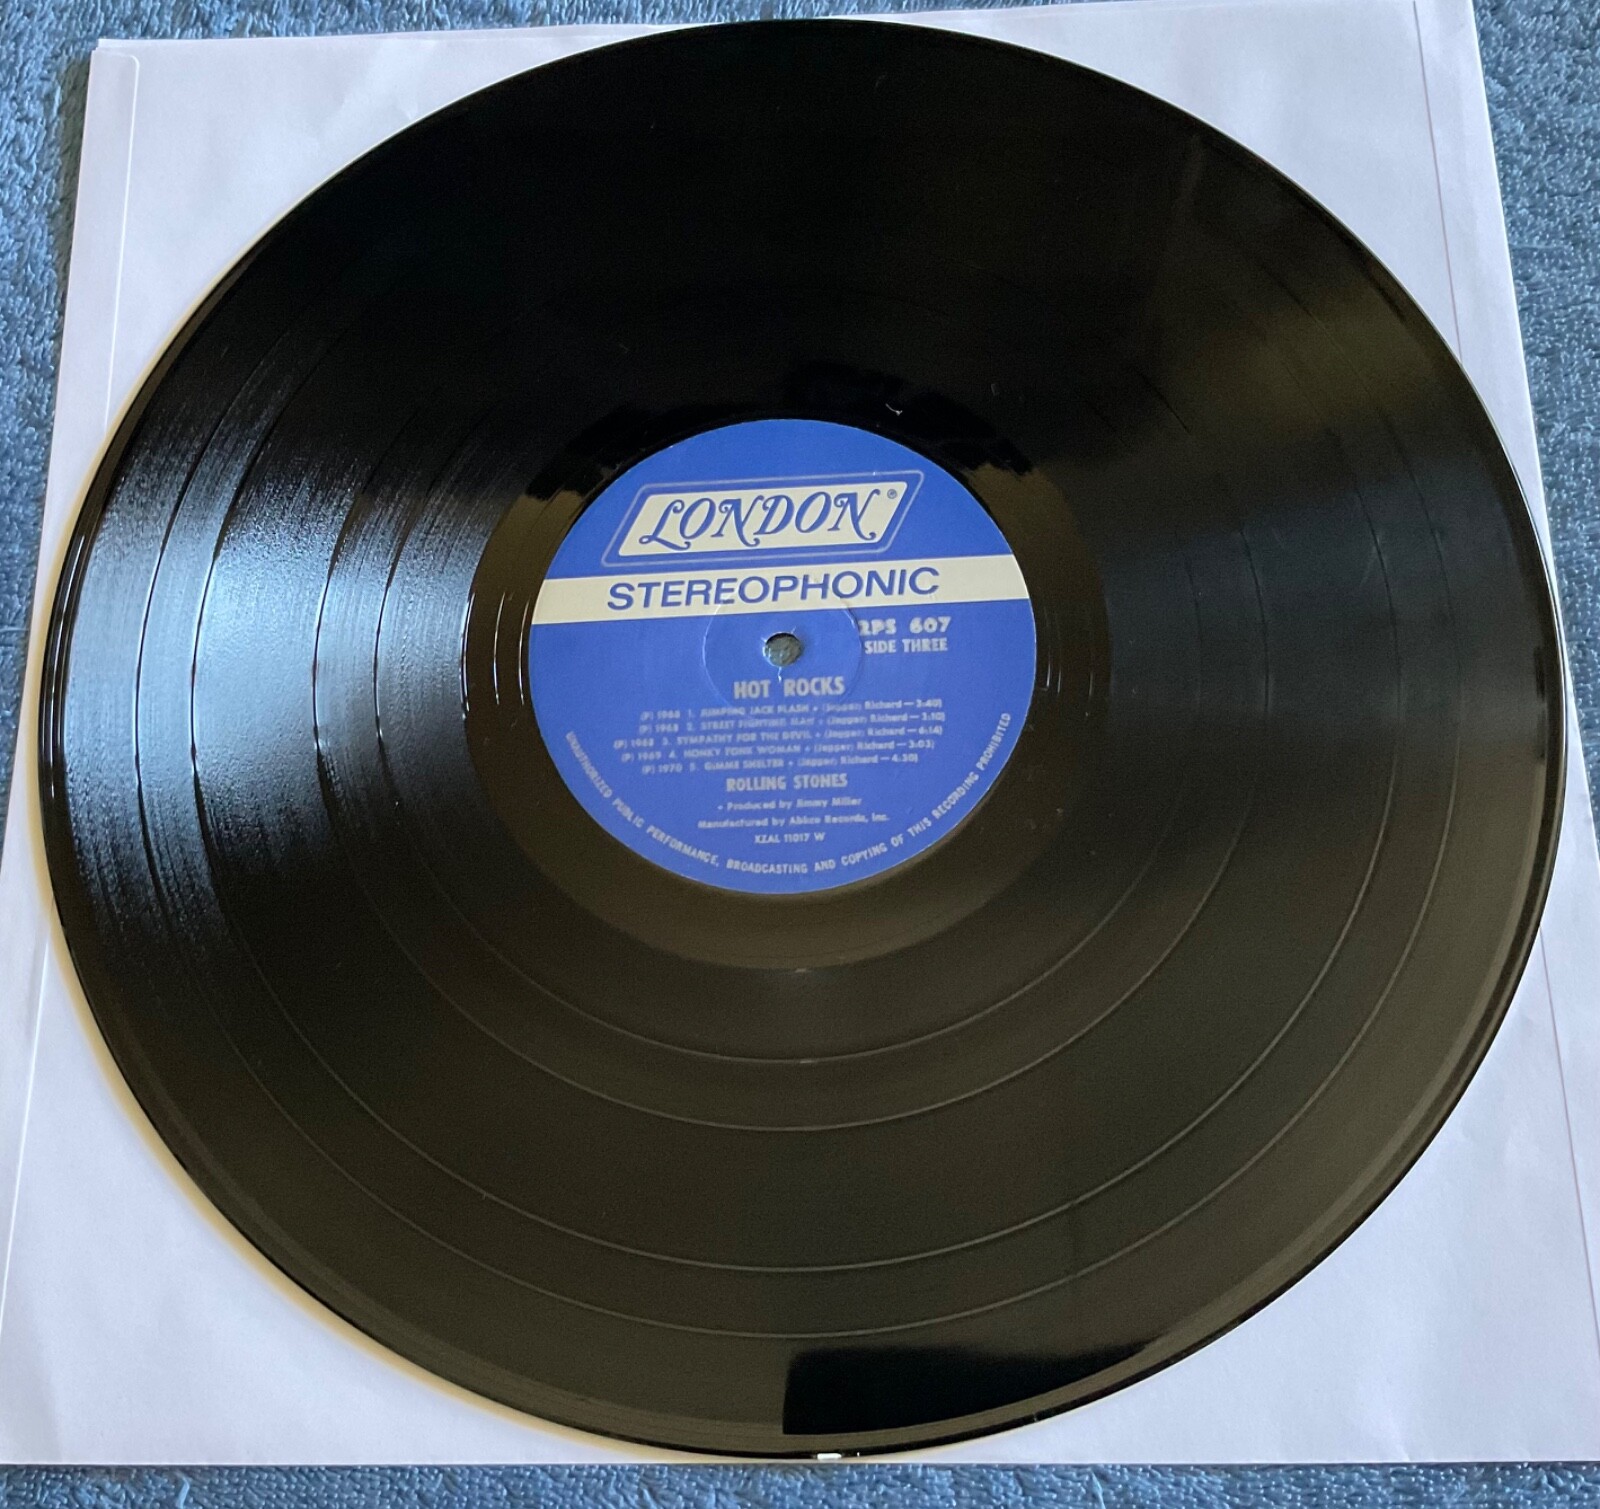 LONDON®
STEREOPHONIC
2PS 607
SIDE THREE
HOT ROCKS
(P) 1968 1. JUMPING JACK FLASH • (Jagger; Richard—3:40)
(P) 1968 2. STREET FIGHTING MAN • (Jagger; Richard—3:10)
(P) 1968 3. SYMPATHY FOR THE DEVIL • (Jagger; Richard—6:14)
(P) 1969 4. HONKY TONK WOMAN • (Jagger; Richard—3:03)
(P) 1970 5. GIMME SHELTER • (Jagger; Richard—4:30)
ROLLING STONES
• Produced by Jimmy Miller
Manufactured by Abkco Records, Inc.
XZAL 11017 W
UNAUTHORIZED PUBLIC PERFORMANCE, BROADCASTING AND COPYING OF THIS RECORDING PROHIBITED